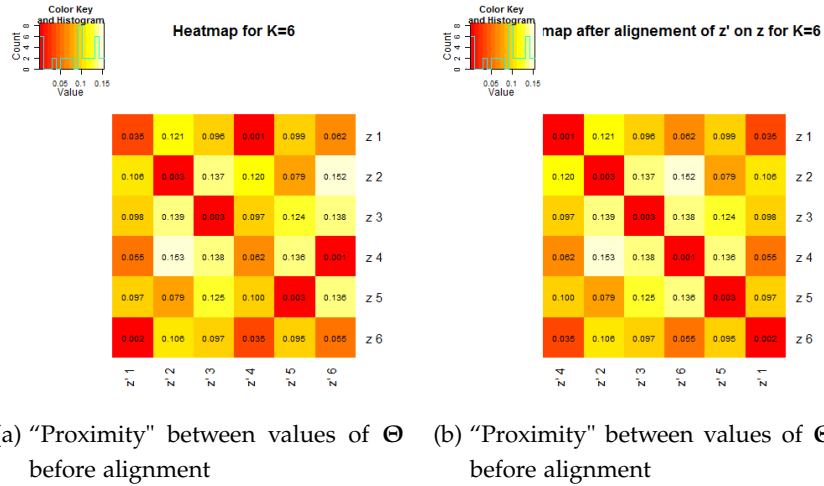 Color Key
and Histogram
Count
0 2 4 6 8
0.05 0.1 0.15
Value
Heatmap for K=6
0.035 0.121 0.096 0.001 0.099 0.062 z 1
0.106 0.003 0.137 0.120 0.079 0.152 z 2
0.098 0.139 0.003 0.097 0.124 0.138 z 3
0.055 0.153 0.138 0.062 0.136 0.001 z 4
0.097 0.079 0.125 0.100 0.003 0.136 z 5
0.002 0.106 0.097 0.035 0.095 0.055 z 6
z' 1 z' 2 z' 3 z' 4 z' 5 z' 6
(a) “Proximity" between values of Θ
before alignment
Color Key
and Histogram
Count
0 2 4 6 8
0.05 0.1 0.15
Value
map after alignement of z' on z for K=6
0.001 0.121 0.096 0.062 0.099 0.035 z 1
0.120 0.003 0.137 0.152 0.079 0.106 z 2
0.097 0.139 0.003 0.138 0.124 0.098 z 3
0.062 0.153 0.138 0.001 0.136 0.055 z 4
0.100 0.079 0.125 0.136 0.003 0.097 z 5
0.035 0.106 0.097 0.055 0.095 0.002 z 6
z' 4 z' 2 z' 3 z' 6 z' 5 z' 1
(b) “Proximity" between values of Θ
before alignment